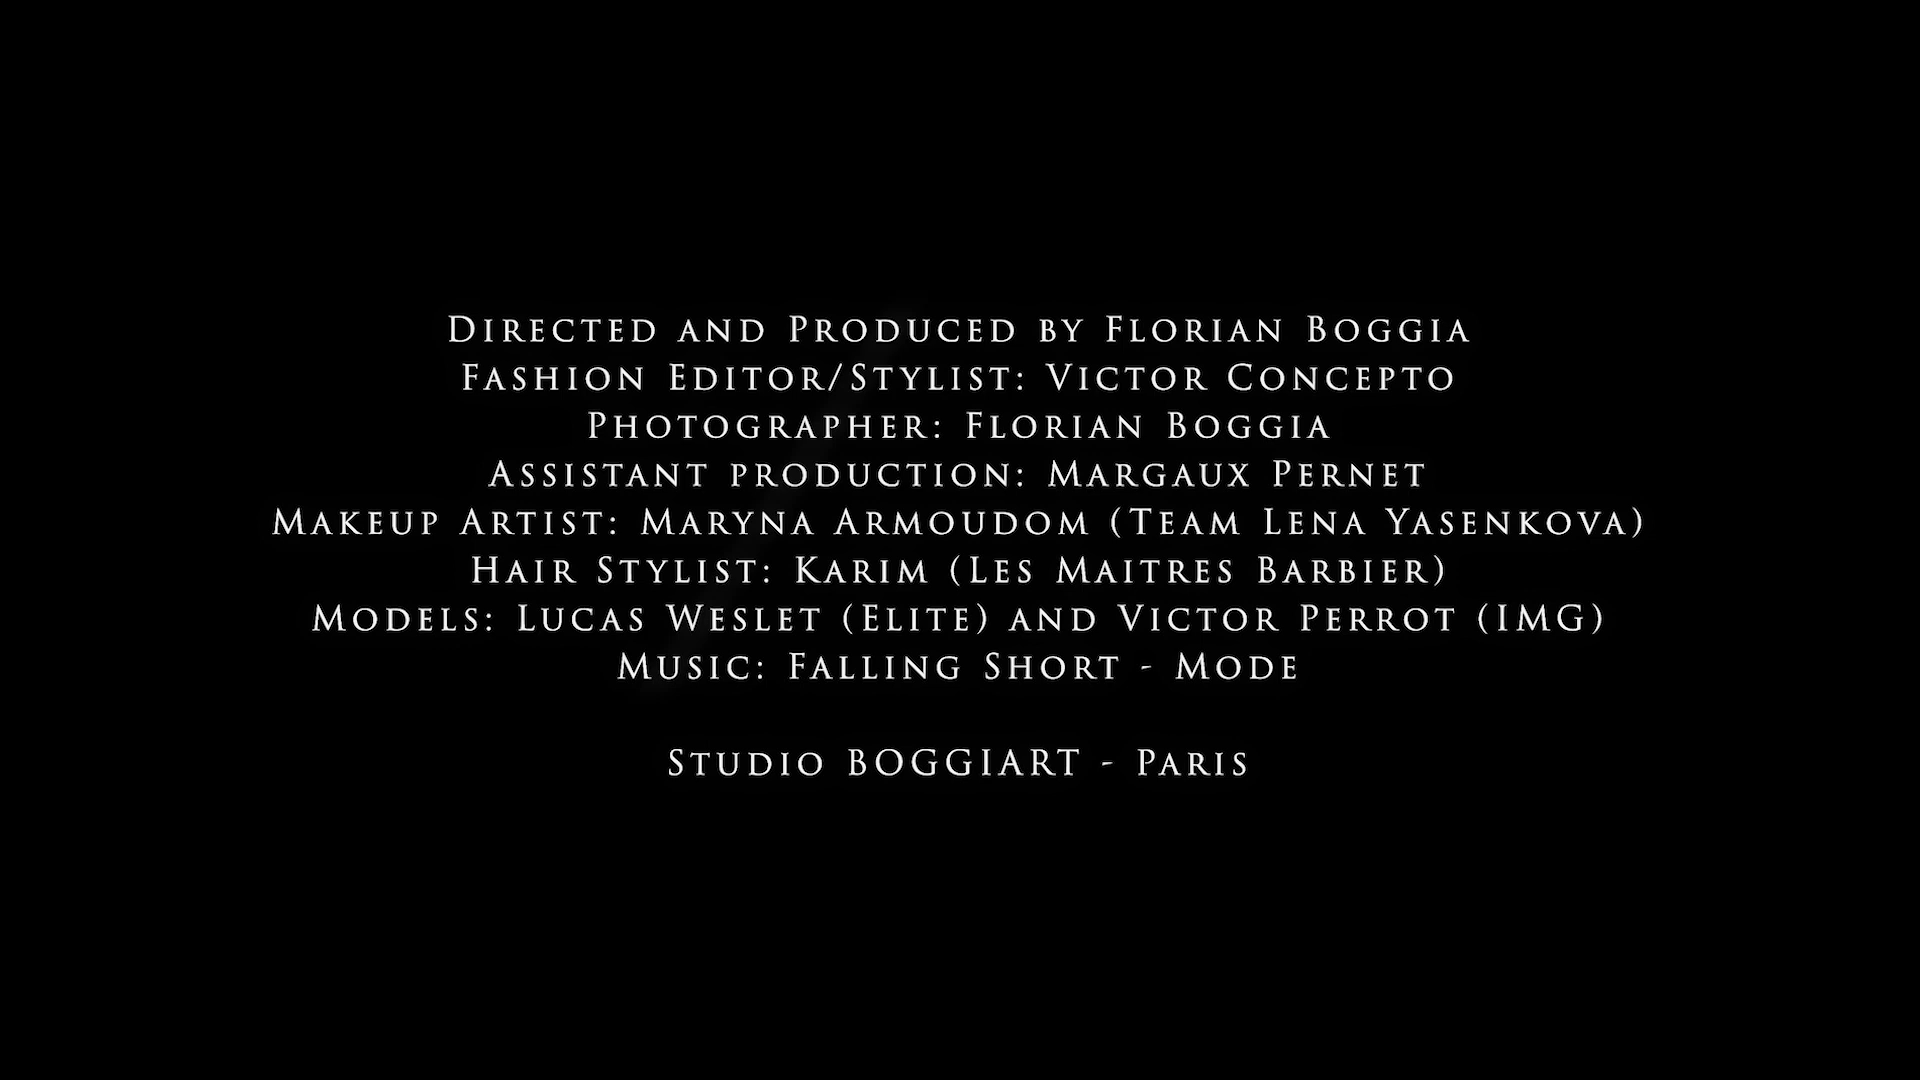 Directed and Produced by Florian Boggia
Fashion Editor/Stylist: Victor Concepto
Photographer: Florian Boggia
Assistant production: Margaux Pernet
Makeup Artist: Maryna Armoudom (Team Lena Yasenkova)
Hair Stylist: Karim (Les Maitres Barbier)
Models: Lucas Weslet (Elite) and Victor Perrot (IMG)
Music: Falling Short - Mode
Studio BOGGIART - Paris